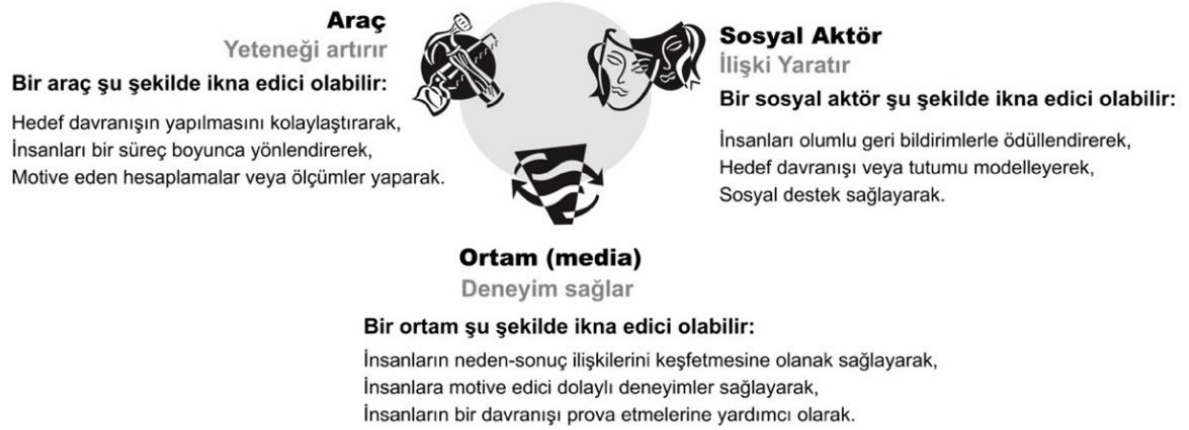 Araç
Yeteneği artırır
Bir araç şu şekilde ikna edici olabilir:
Hedef davranışın yapılmasını kolaylaştırarak,
İnsanları bir süreç boyunca yönlendirerek,
Motive eden hesaplamalar veya ölçümler yaparak.
Sosyal Aktör
İlişki Yaratır
Bir sosyal aktör şu şekilde ikna edici olabilir:
İnsanları olumlu geri bildirimlerle ödüllendirerek,
Hedef davranışı veya tutumu modelleyerek,
Sosyal destek sağlayarak.
Ortam (media)
Deneyim sağlar
Bir ortam şu şekilde ikna edici olabilir:
İnsanların neden-sonuç ilişkilerini keşfetmesine olanak sağlayarak,
İnsanlara motive edici dolaylı deneyimler sağlayarak,
İnsanların bir davranışı prova etmelerine yardımcı olarak.